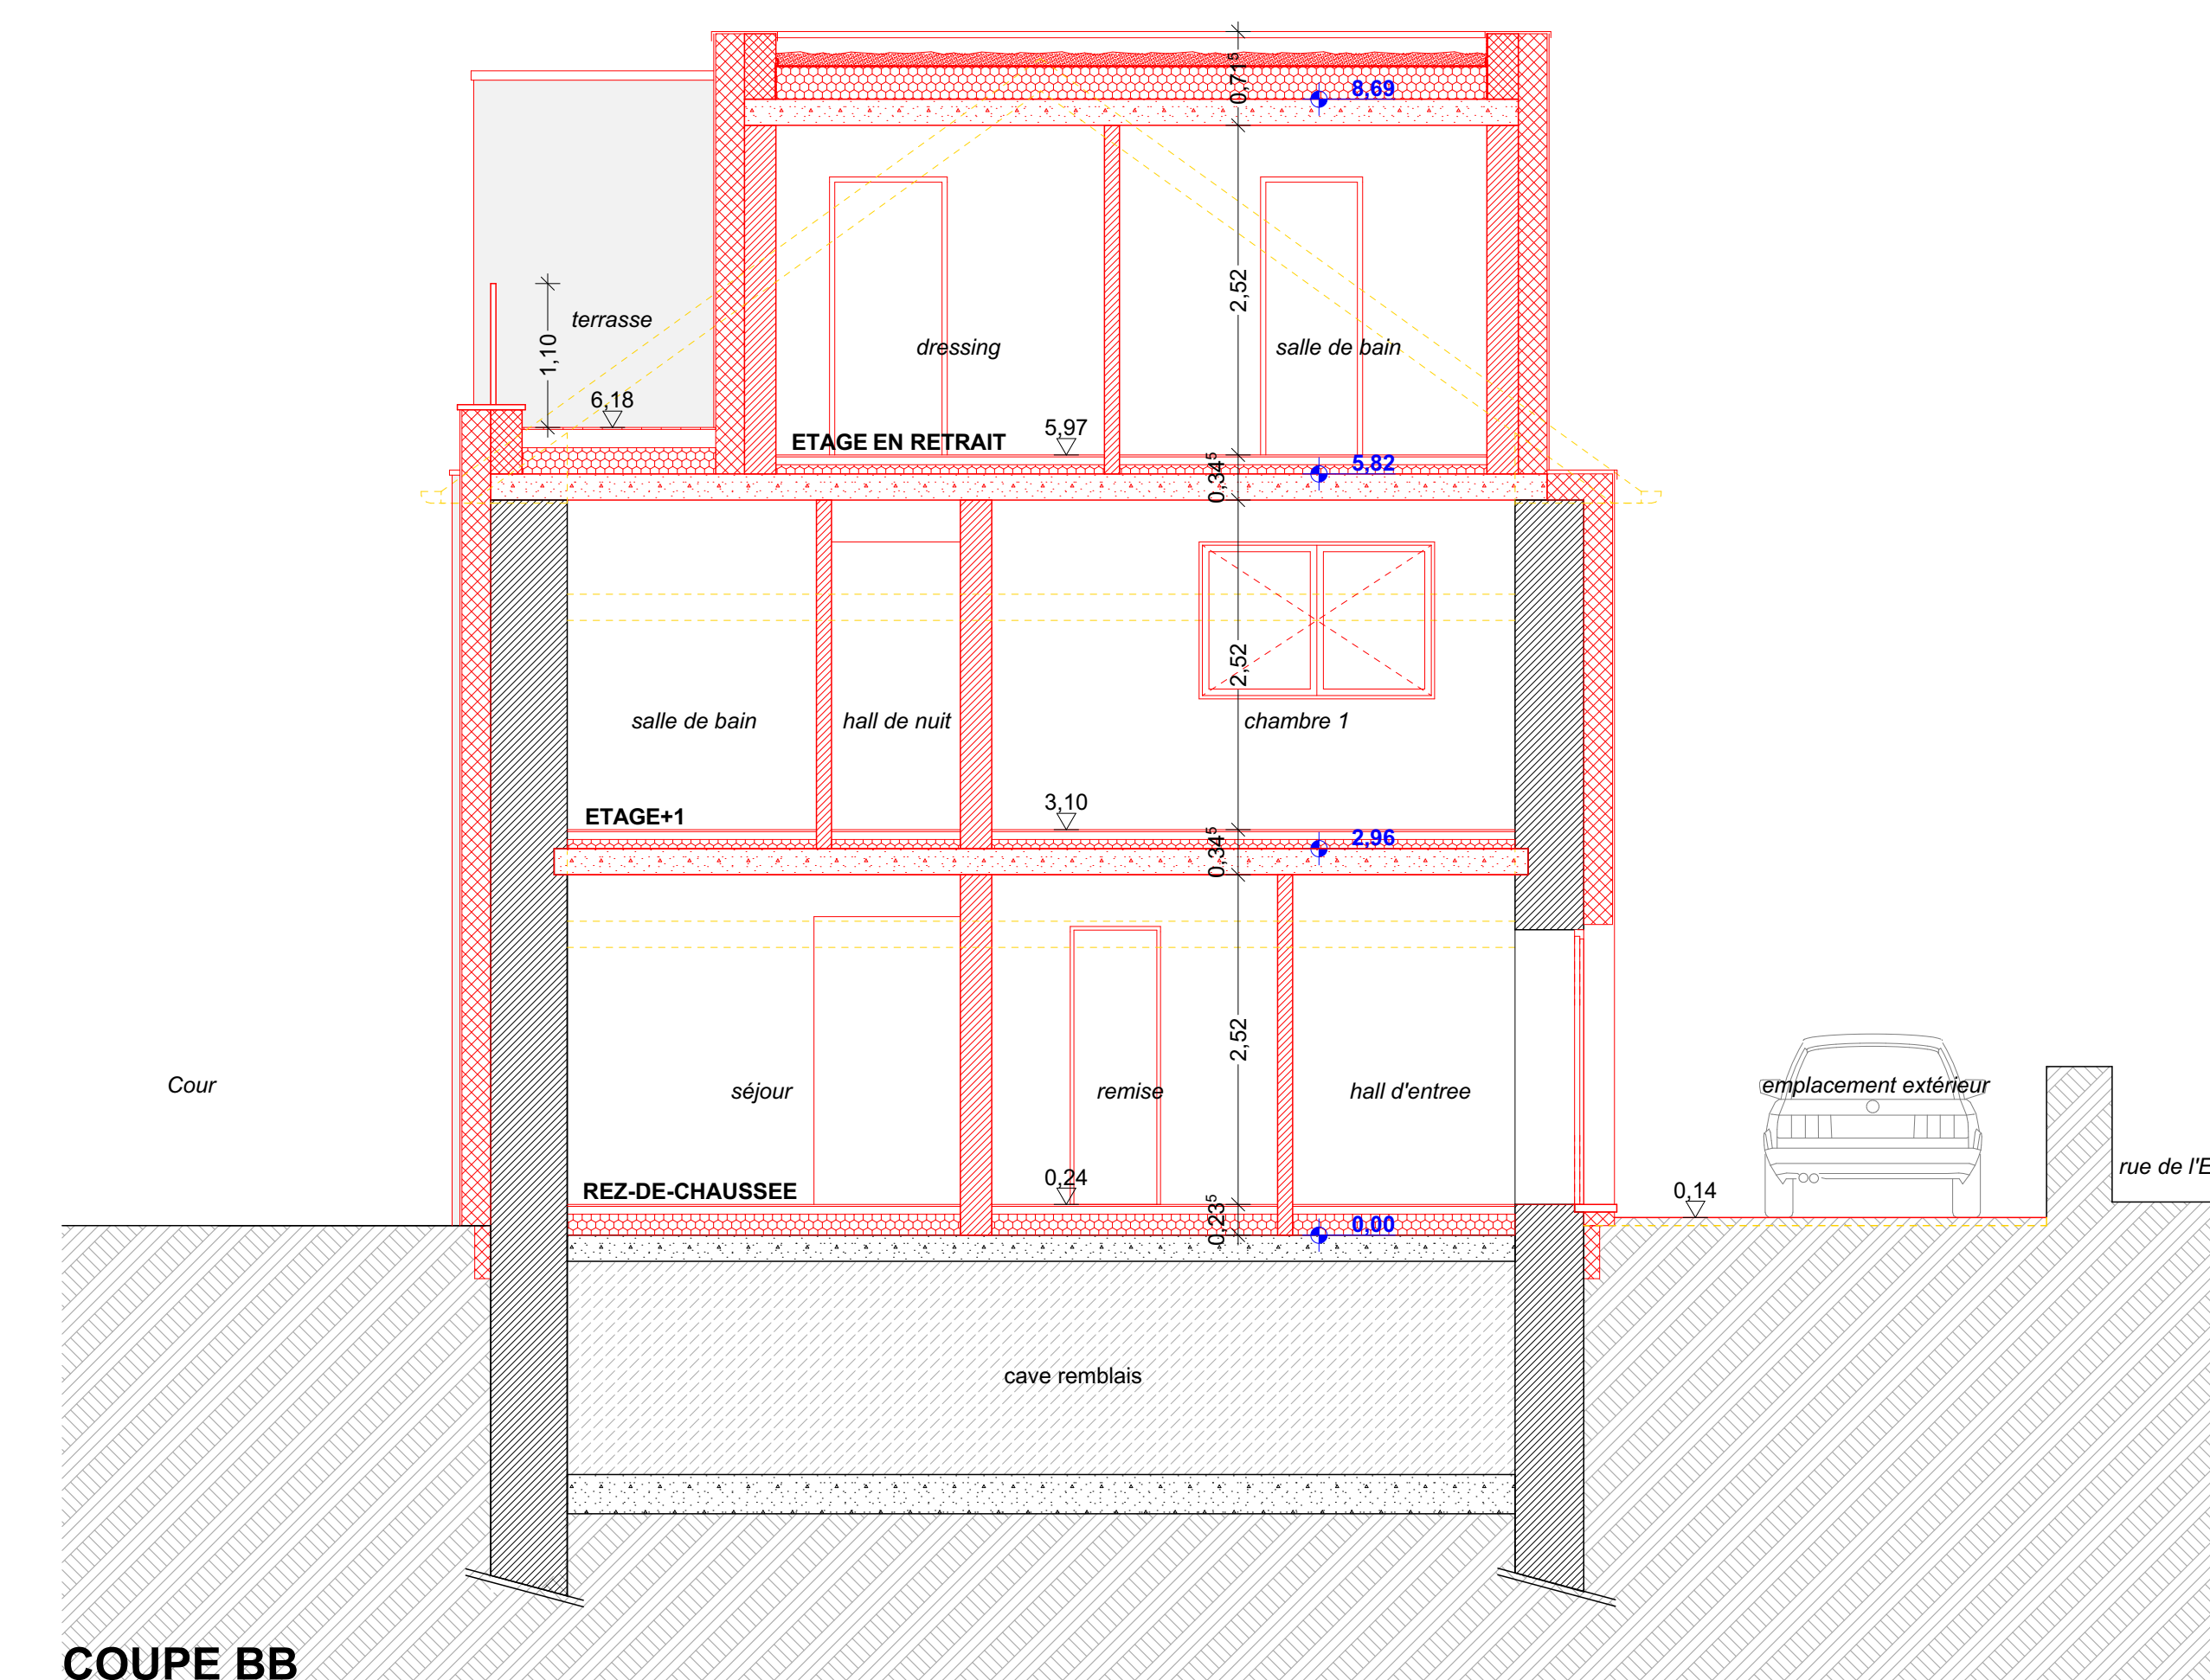 0,71⁵
8,69
2,52
terrasse
dressing
salle de bain
1,10
6,18
ETAGE EN RETRAIT
5,97
0,34⁵
5,82
2,52
salle de bain
hall de nuit
chambre 1
ETAGE+1
3,10
0,34⁵
2,96
2,52
Cour
séjour
remise
hall d'entree
emplacement extérieur
rue de l'E
REZ-DE-CHAUSSEE
0,24
0,14
0,23⁵
0,00
cave remblais
COUPE BB